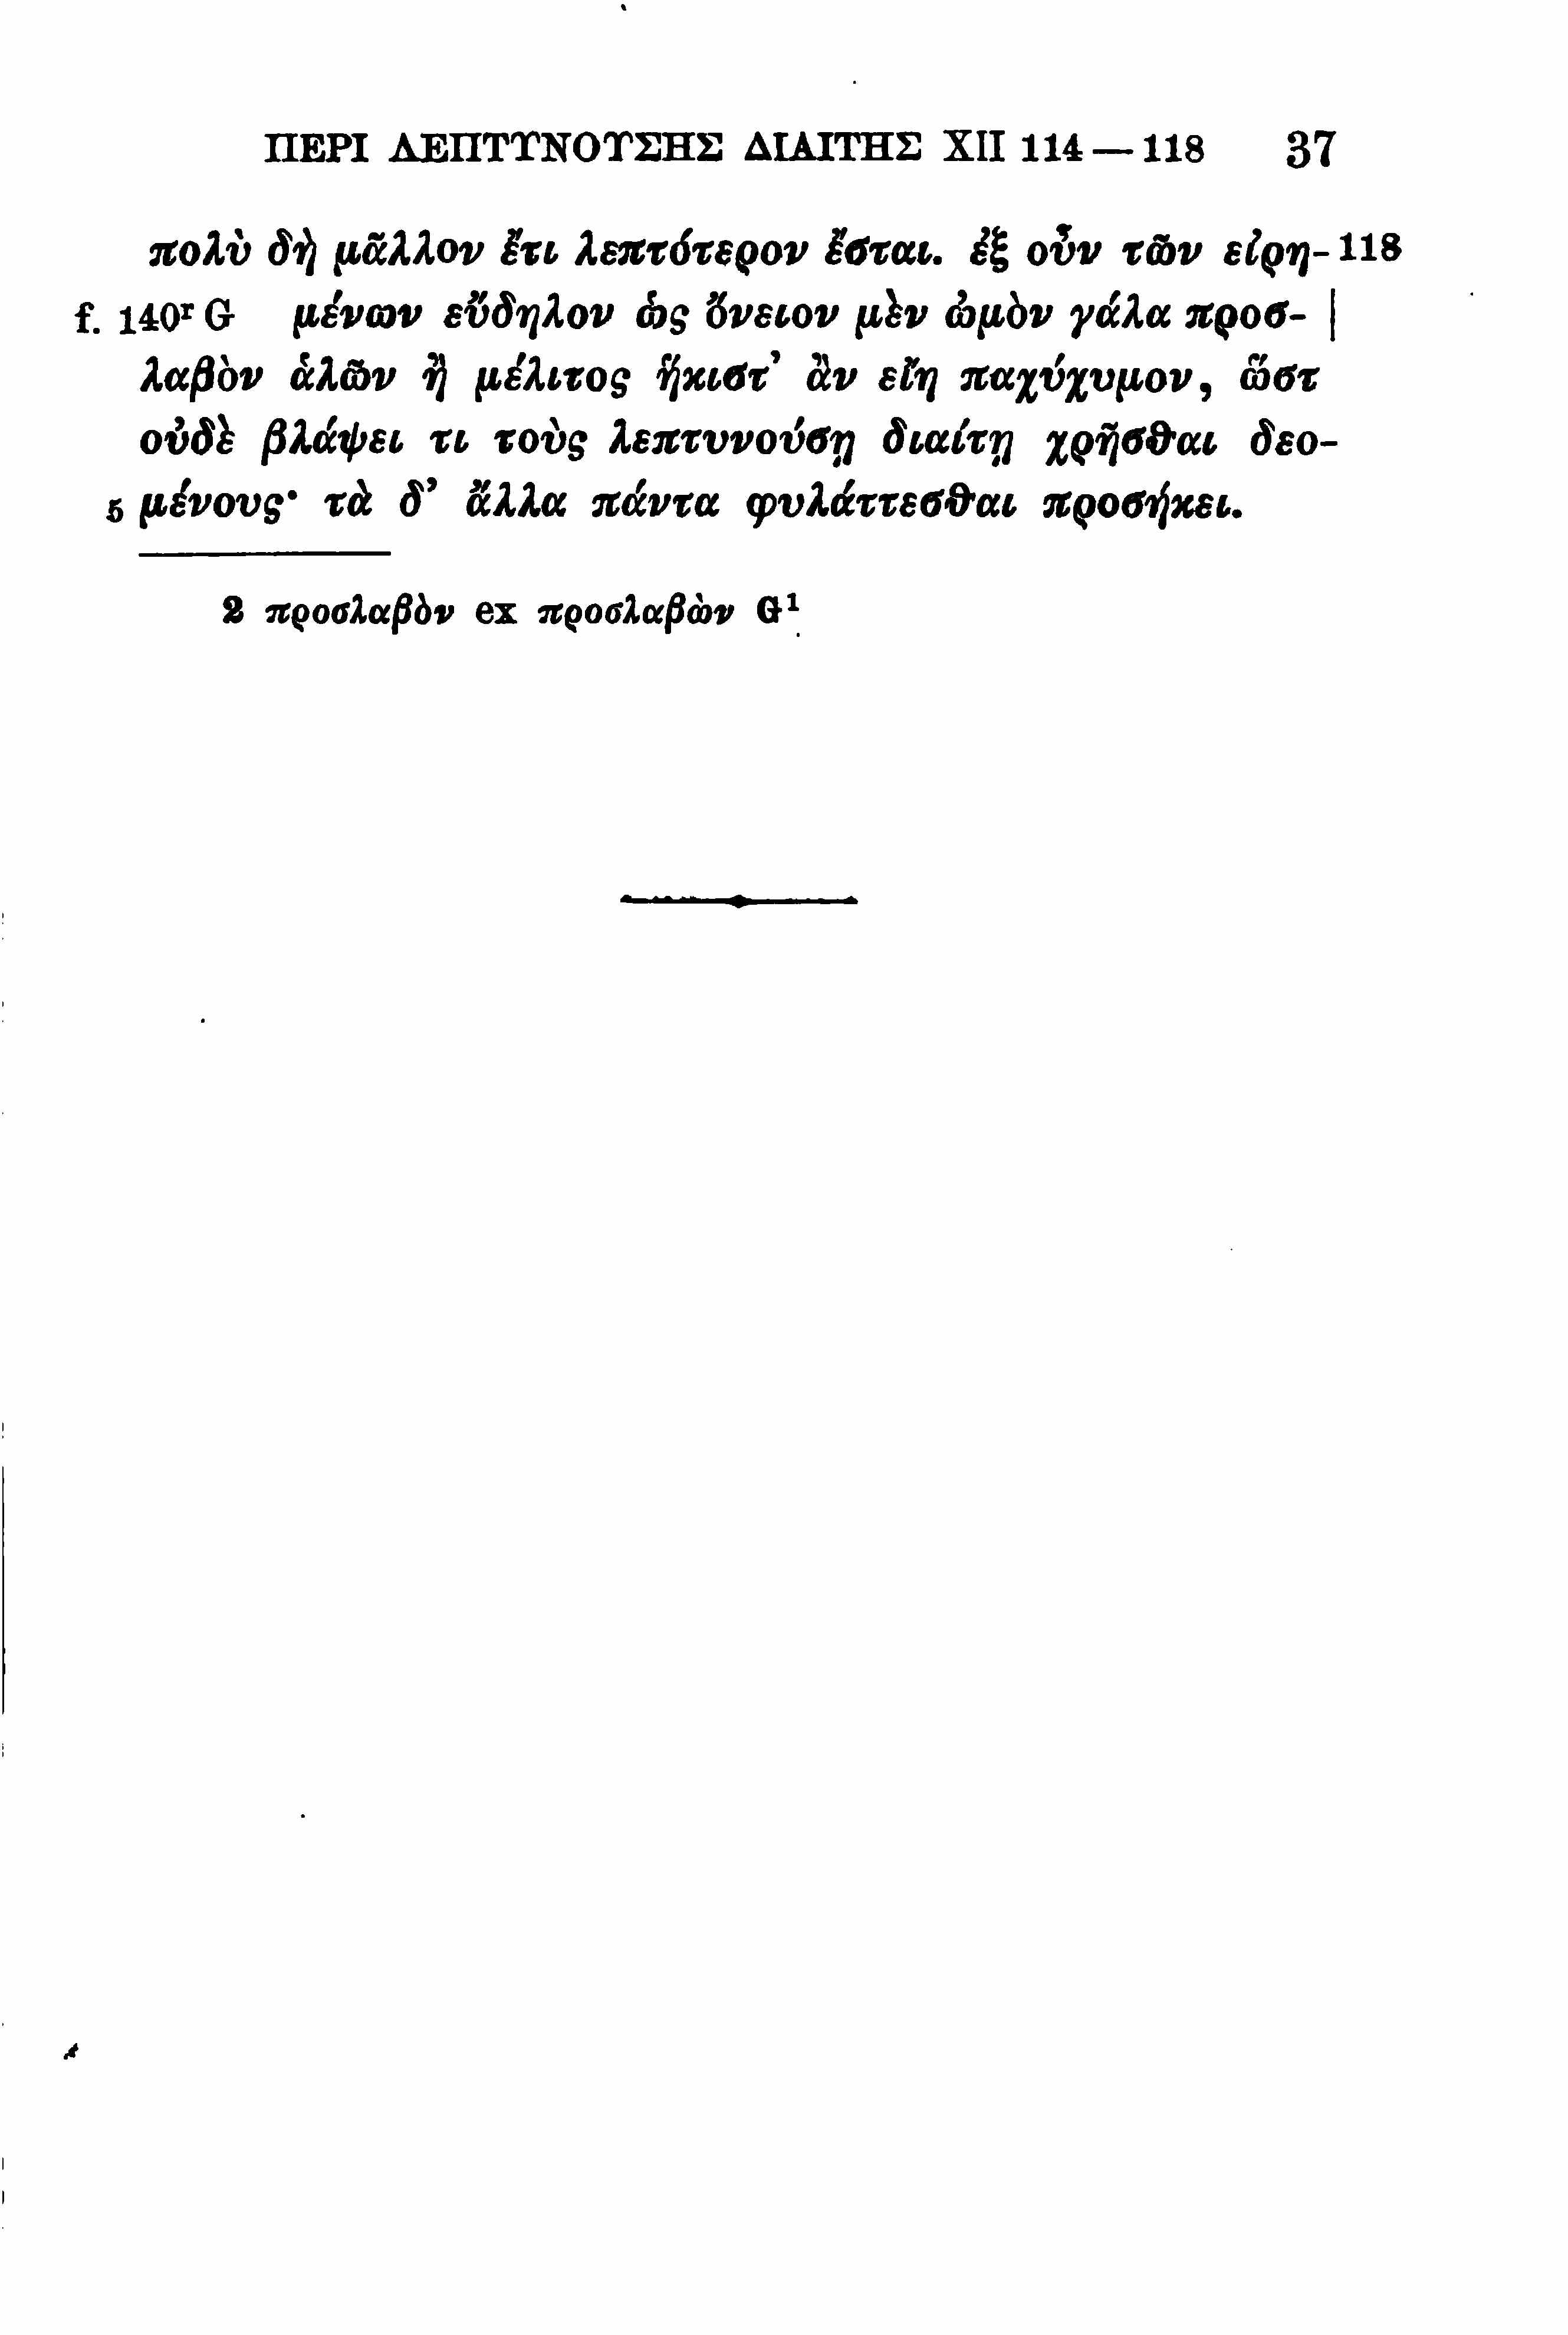 ΠΕΡΙ ΛΕΠΤΥΝΟΥΣΗΣ ΔΙΑΙΤΗΣ XII 114 — 118 37
πολὺ δὴ μᾶλλον ἔτι λεπτότερον ἔσται. ἐξ οὖν τῶν εἰρη- 118
f. 140ʳ G μένων εὔδηλον ὡς ὄνειον μὲν ὠμὸν γάλα προσ- |
λαβὸν ἁλῶν ἢ μέλιτος ἥκιστ’ ἂν εἴη παχύχυμον, ὥστ
οὐδὲ βλάψει τι τοὺς λεπτυνούσῃ διαίτῃ χρῆσθαι δεο-
5 μένους· τὰ δ’ ἄλλα πάντα φυλάττεσθαι προσήκει.
2 προσλαβὸν ex προσλαβὼν G¹